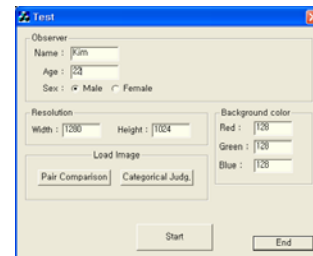 Test
Observer
Name : Kim
Age : 22
Sex : Male Female
Resolution
Width : 1280 Height : 1024
Background color
Red : 128
Green : 128
Blue : 128
Load Image
Pair Comparison Categorical Judg.
Start
End